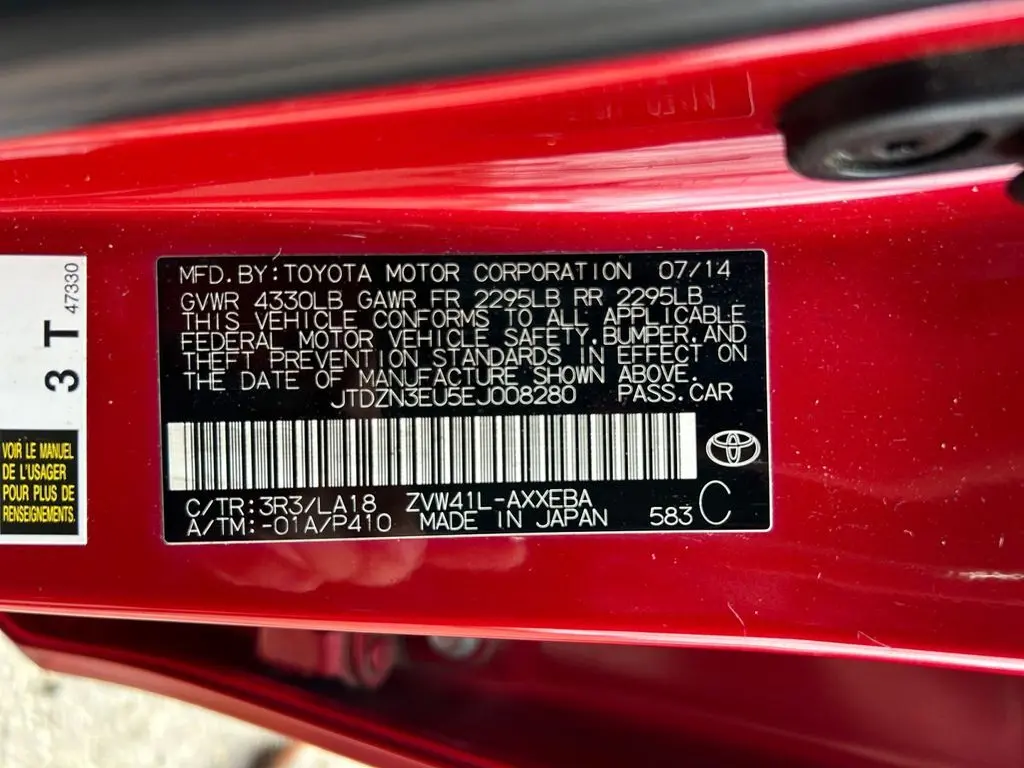 3 T 47330
VOIR LE MANUEL
DE L'USAGER
POUR PLUS DE
RENSEIGNEMENTS.
MFD.BY:TOYOTA MOTOR CORPORATION 07/14
GVWR 4330LB GAWR FR 2295LB RR 2295LB
THIS VEHICLE CONFORMS TO ALL APPLICABLE
FEDERAL MOTOR VEHICLE SAFETY,BUMPER,AND
THEFT PREVENTION STANDARDS IN EFFECT ON
THE DATE OF MANUFACTURE SHOWN ABOVE.
JTDZN3EU5EJ008280 PASS.CAR
C/TR:3R3/LA18 ZVW41L-AXXEBA
A/TM:-01A/P410 MADE IN JAPAN 583 C